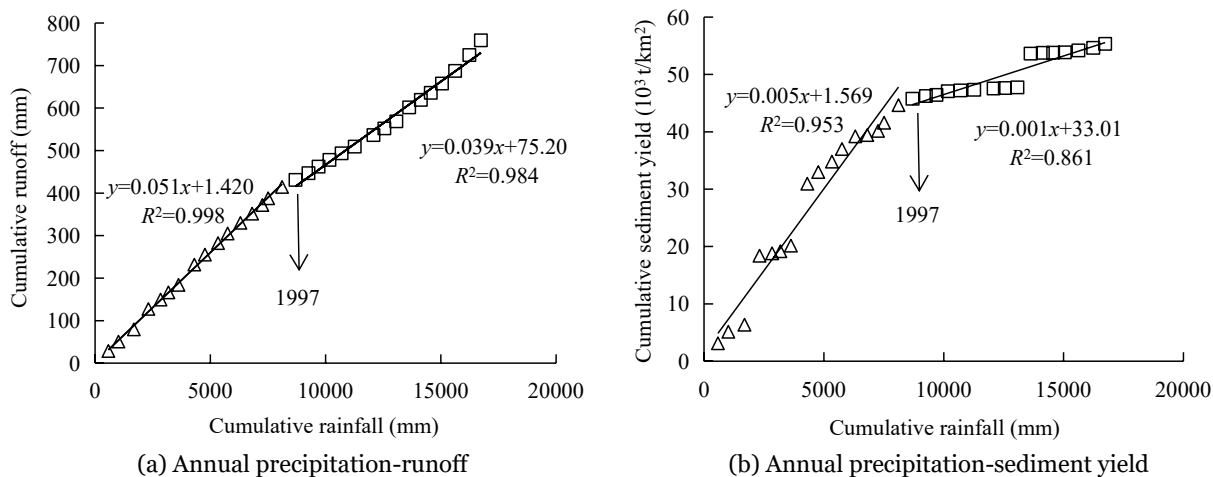 800
700
600
500
400
300
200
100
0
Cumulative runoff (mm)
y=0.051x+1.420
R²=0.998
y=0.039x+75.20
R²=0.984
1997
0 5000 10000 15000 20000
Cumulative rainfall (mm)
(a) Annual precipitation-runoff
60
50
40
30
20
10
0
Cumulative sediment yield (10³ t/km²)
y=0.005x+1.569
R²=0.953
y=0.001x+33.01
R²=0.861
1997
0 5000 10000 15000 20000
Cumulative rainfall (mm)
(b) Annual precipitation-sediment yield